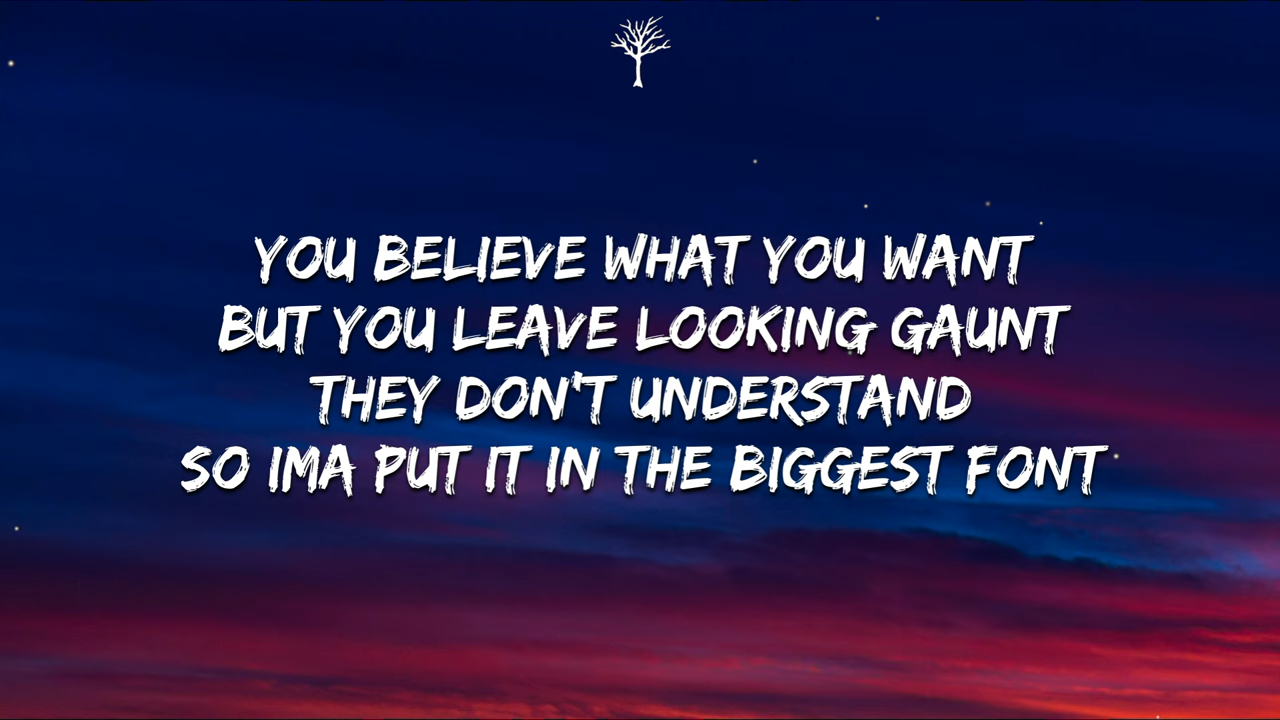 YOU BELIEVE WHAT YOU WANT
BUT YOU LEAVE LOOKING GAUNT
THEY DON'T UNDERSTAND
SO IMA PUT IT IN THE BIGGEST FONT